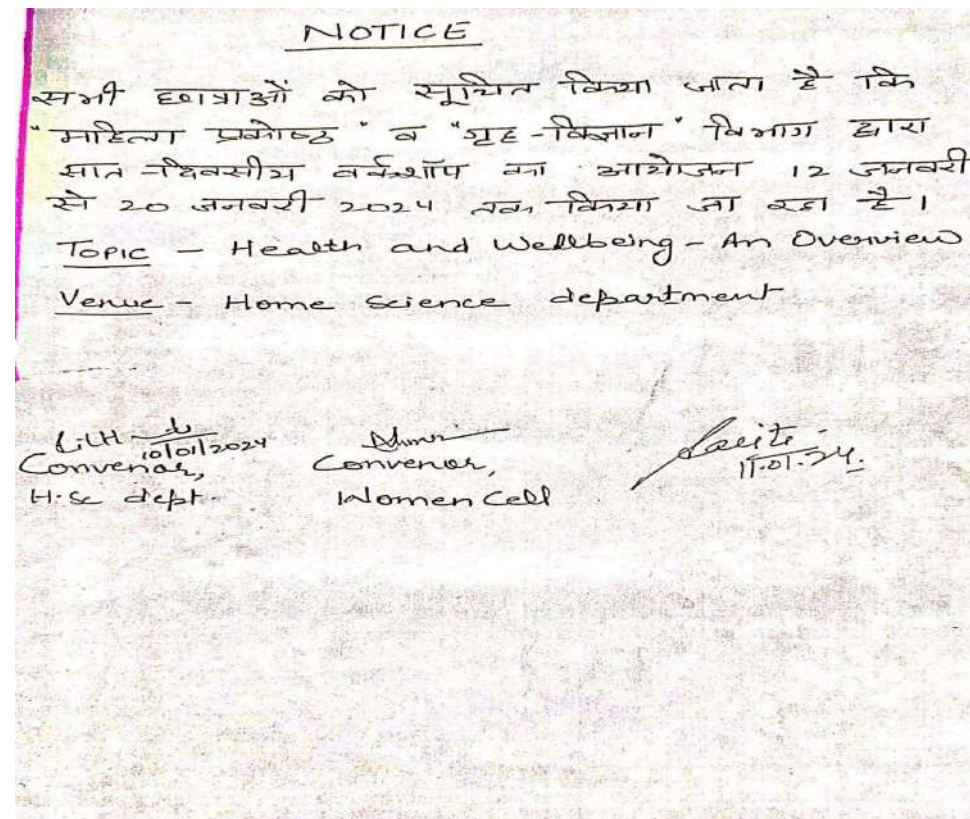 NOTICE
सभी छात्राओं को सूचित किया जाता है कि
"महिला प्रकोष्ठ" व "गृह-विज्ञान" विभाग द्वारा
सात-दिवसीय वर्कशॉप का आयोजन 12 जनवरी
से 20 जनवरी 2024 तक किया जा रहा है।
Topic - Health and Wellbeing - An Overview
Venue - Home Science department
10/01/2024
11.01.24.
Convenor, Convenor,
H.Sc dept. Women Cell